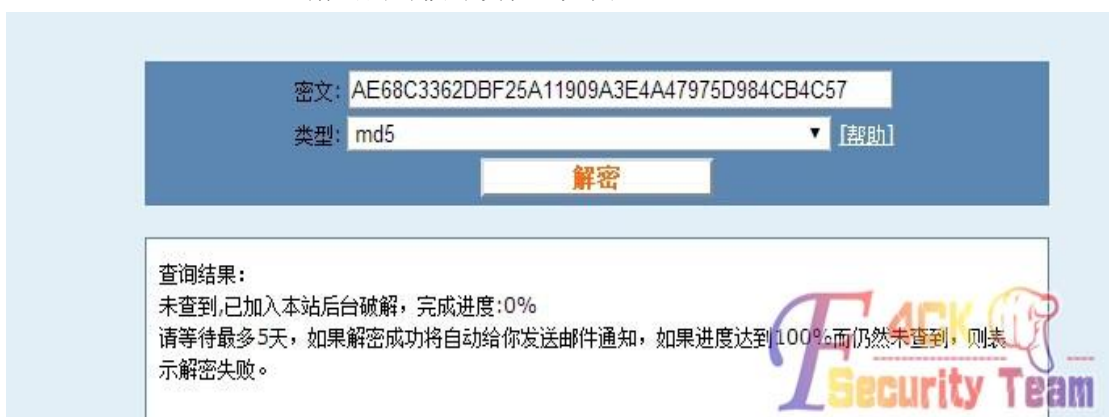 密文: AE68C3362DBF25A11909A3E4A47975D984CB4C57
类型: md5 [帮助]
解密
查询结果:
未查到,已加入本站后台破解，完成进度:0%
请等待最多5天，如果解密成功将自动给你发送邮件通知，如果进度达到100%而仍然未查到，则表
示解密失败。
F4CK
Security Team